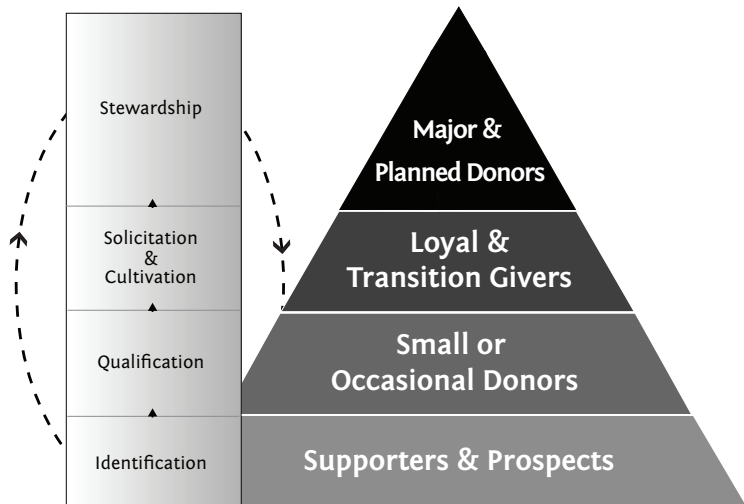 Stewardship
Solicitation
&
Cultivation
Qualification
Identification
Major &
Planned Donors
Loyal &
Transition Givers
Small or
Occasional Donors
Supporters & Prospects